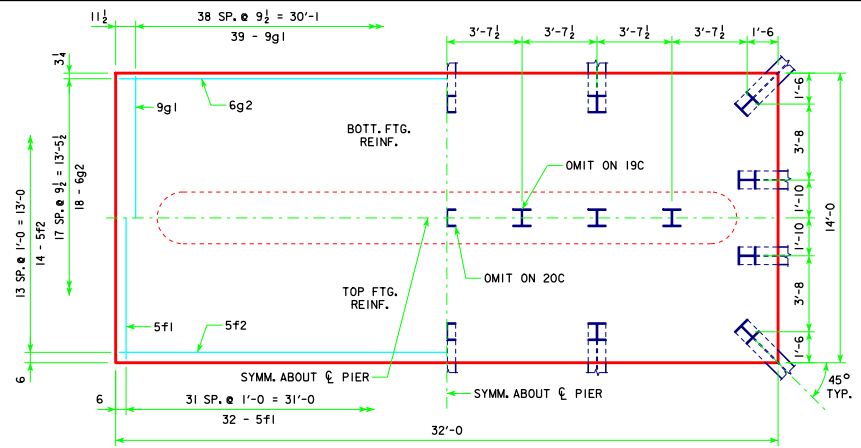 11½
38 SP. @ 9½ = 30'-1
39 - 9g1
3'-7½
3'-7½
3'-7½
3'-7½
1'-6
3/4
9g1
6g2
BOTT. FTG.
REINF.
1'-6
3'-8
OMIT ON 19C
17 SP. @ 9½ = 13'-5½
18 - 6g2
13 SP. @ 1'-0 = 13'-0
14 - 5f2
1'-10
1'-10
14'-0
OMIT ON 20C
TOP FTG.
REINF.
3'-8
5f1
5f2
1'-6
6
SYMM. ABOUT ℄ PIER
SYMM. ABOUT ℄ PIER
45°
TYP.
6
31 SP. @ 1'-0 = 31'-0
32 - 5f1
32'-0